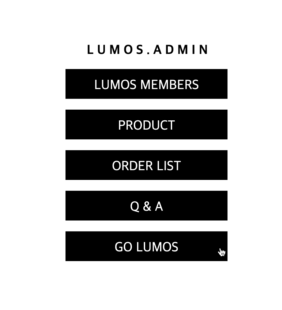 LUMOS.ADMIN
LUMOS MEMBERS
PRODUCT
ORDER LIST
Q & A
GO LUMOS